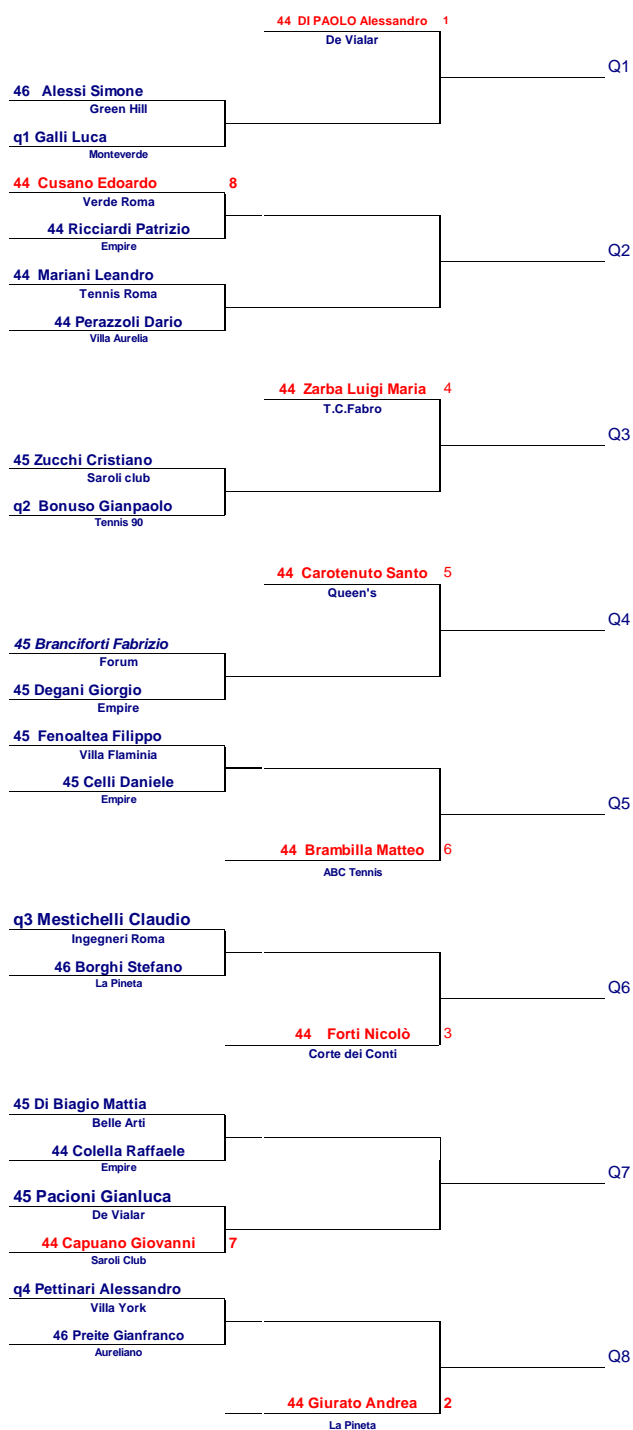 44 DI PAOLO Alessandro 1
De Vialar
Q1
46 Alessi Simone
Green Hill
q1 Galli Luca
Monteverde
44 Cusano Edoardo 8
Verde Roma
44 Ricciardi Patrizio
Empire
Q2
44 Mariani Leandro
Tennis Roma
44 Perazzoli Dario
Villa Aurelia
44 Zarba Luigi Maria 4
T.C.Fabro
Q3
45 Zucchi Cristiano
Saroli club
q2 Bonuso Gianpaolo
Tennis 90
44 Carotenuto Santo 5
Queen's
Q4
45 Branciforti Fabrizio
Forum
45 Degani Giorgio
Empire
45 Fenoaltea Filippo
Villa Flaminia
45 Celli Daniele
Empire
Q5
44 Brambilla Matteo 6
ABC Tennis
q3 Mestichelli Claudio
Ingegneri Roma
46 Borghi Stefano
La Pineta
Q6
44 Forti Nicolò 3
Corte dei Conti
45 Di Biagio Mattia
Belle Arti
44 Colella Raffaele
Empire
Q7
45 Pacioni Gianluca
De Vialar
44 Capuano Giovanni 7
Saroli Club
q4 Pettinari Alessandro
Villa York
46 Preite Gianfranco
Aureliano
Q8
44 Giurato Andrea 2
La Pineta